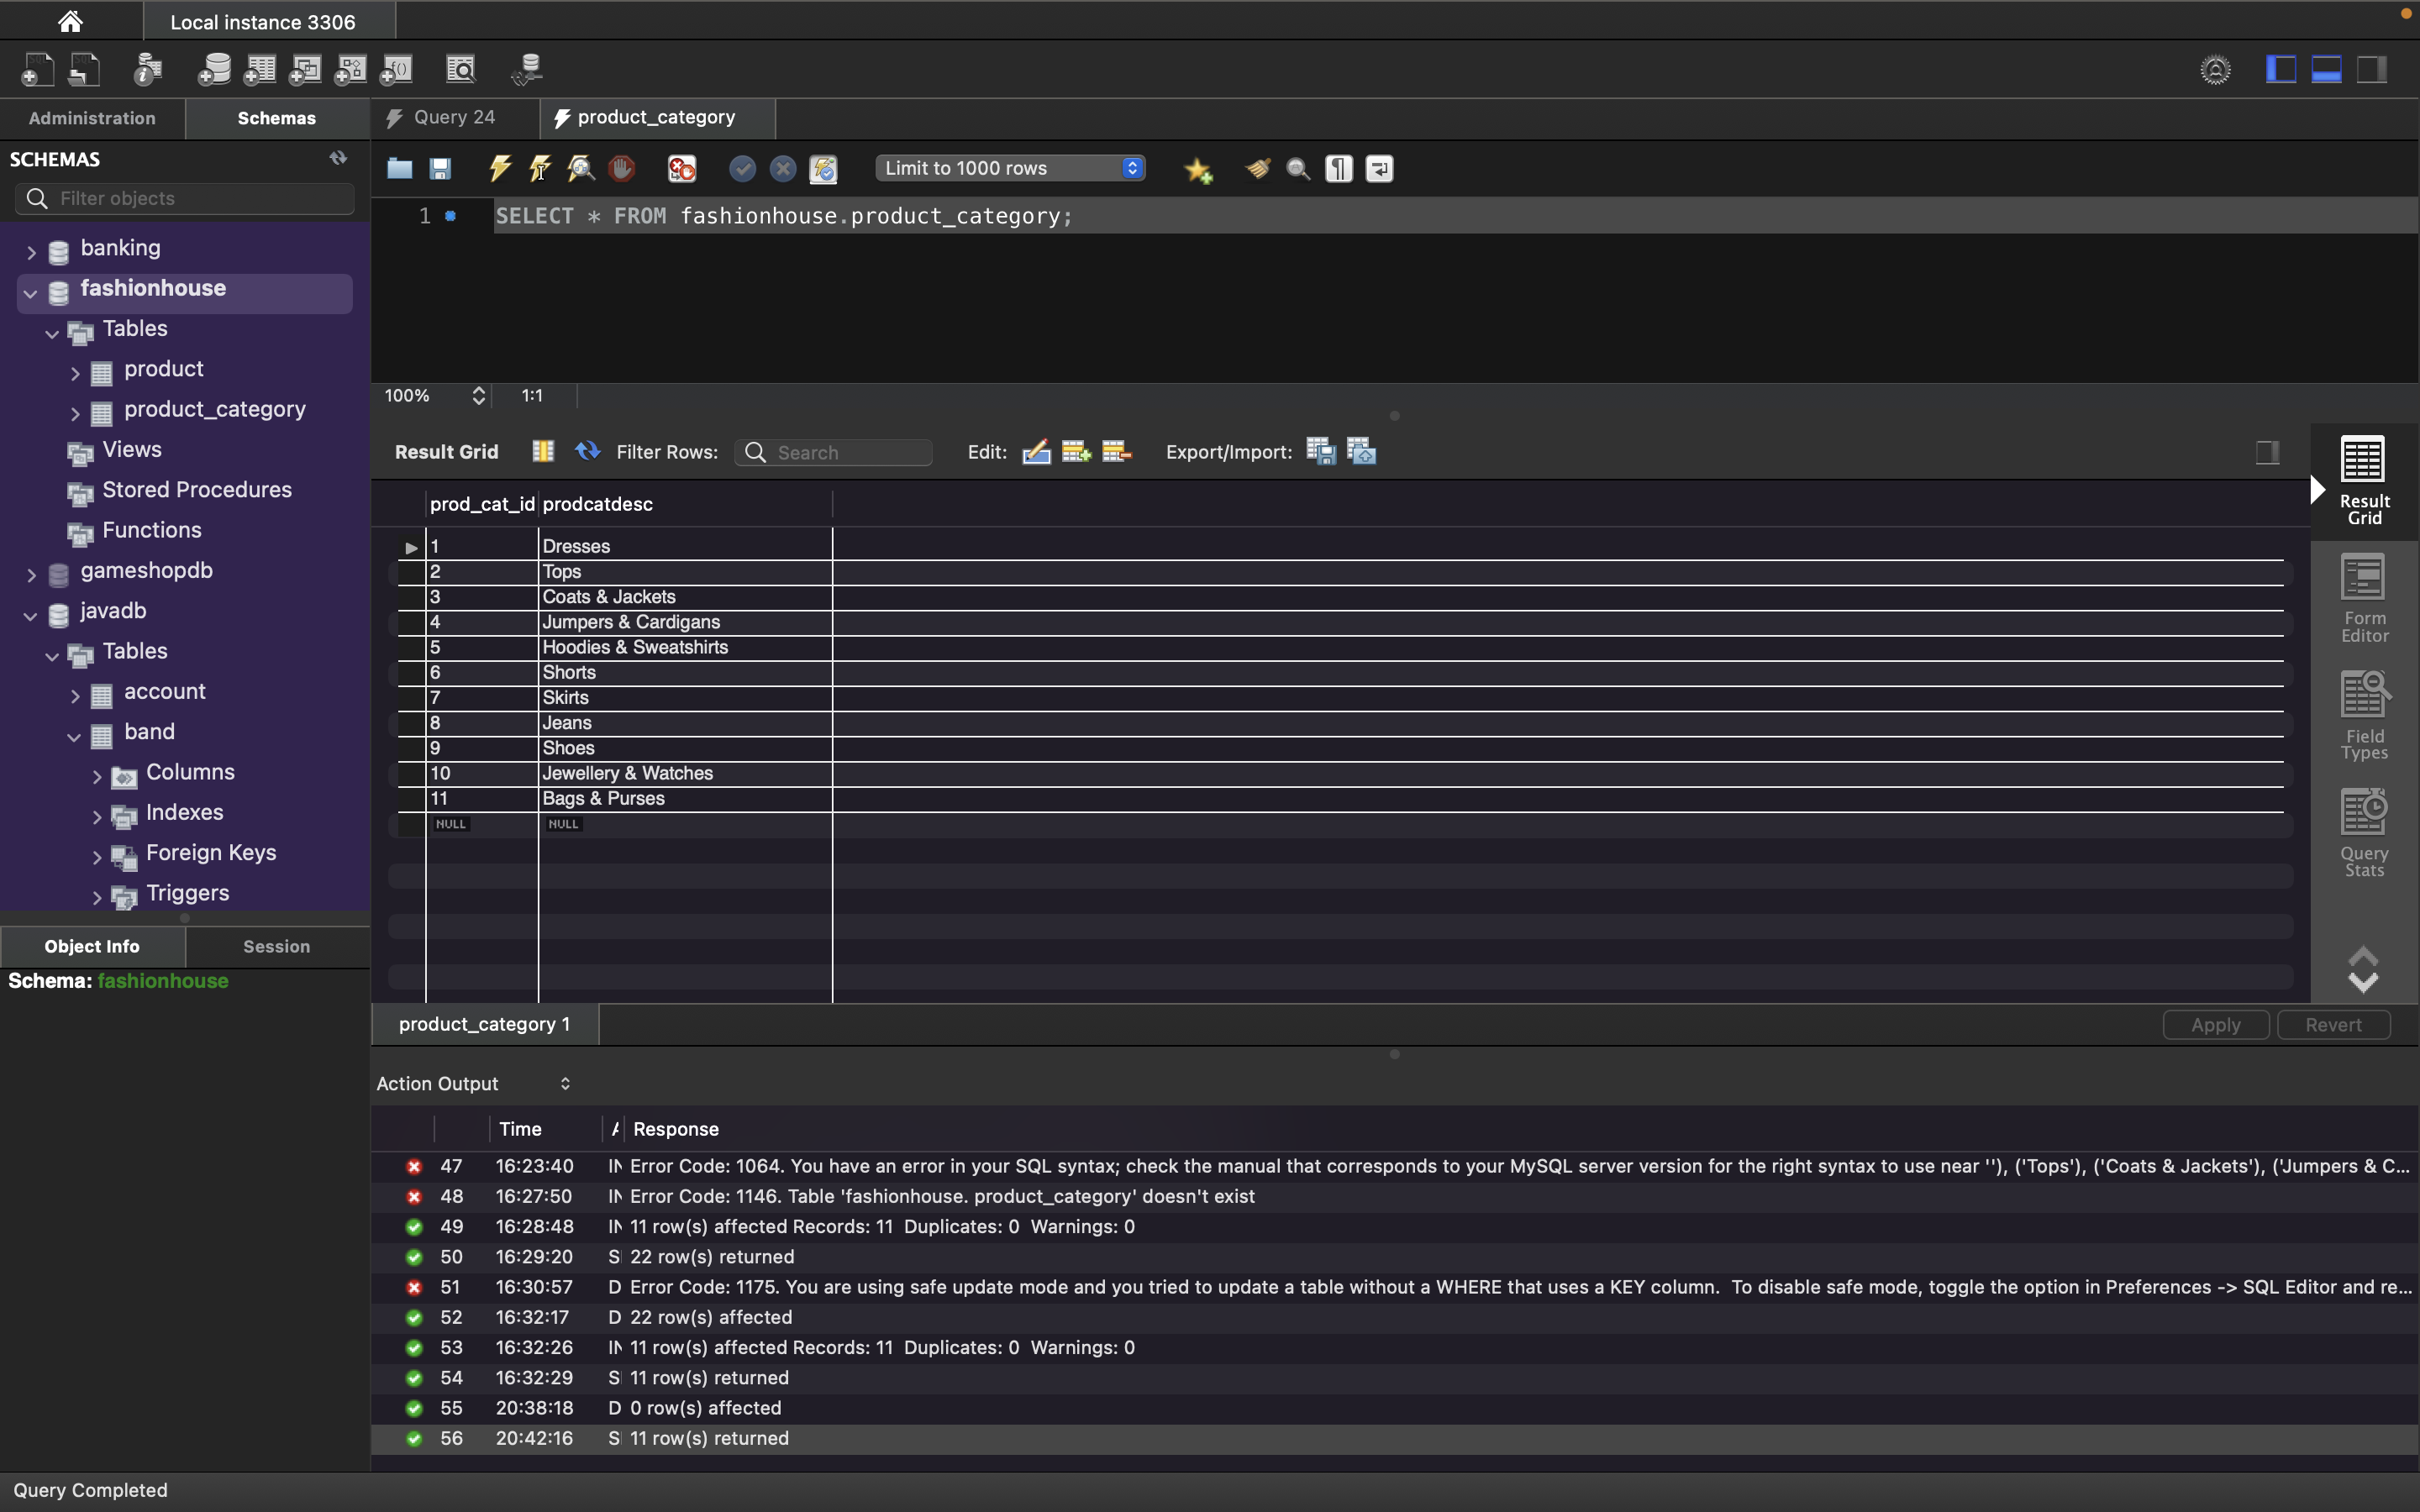 Local instance 3306
Administration
Schemas
Query 24
product_category
SCHEMAS
Filter objects
banking
fashionhouse
Tables
product
product_category
Views
Stored Procedures
Functions
gameshopdb
javadb
Tables
account
band
Columns
Indexes
Foreign Keys
Triggers
Object Info
Session
Schema: fashionhouse
Limit to 1000 rows
1 SELECT * FROM fashionhouse.product_category;
100% 1:1
Result Grid Filter Rows: Search Edit: Export/Import:
prod_cat_id prodcatdesc
1 Dresses
2 Tops
3 Coats & Jackets
4 Jumpers & Cardigans
5 Hoodies & Sweatshirts
6 Shorts
7 Skirts
8 Jeans
9 Shoes
10 Jewellery & Watches
11 Bags & Purses
NULL NULL
Result
Grid
Form
Editor
Field
Types
Query
Stats
product_category 1
Apply
Revert
Action Output
Time Response
47 16:23:40 IN Error Code: 1064. You have an error in your SQL syntax; check the manual that corresponds to your MySQL server version for the right syntax to use near ''), ('Tops'), ('Coats & Jackets'), ('Jumpers & C...
48 16:27:50 IN Error Code: 1146. Table 'fashionhouse. product_category' doesn't exist
49 16:28:48 IN 11 row(s) affected Records: 11 Duplicates: 0 Warnings: 0
50 16:29:20 S 22 row(s) returned
51 16:30:57 D Error Code: 1175. You are using safe update mode and you tried to update a table without a WHERE that uses a KEY column. To disable safe mode, toggle the option in Preferences -> SQL Editor and re...
52 16:32:17 D 22 row(s) affected
53 16:32:26 IN 11 row(s) affected Records: 11 Duplicates: 0 Warnings: 0
54 16:32:29 S 11 row(s) returned
55 20:38:18 D 0 row(s) affected
56 20:42:16 S 11 row(s) returned
Query Completed